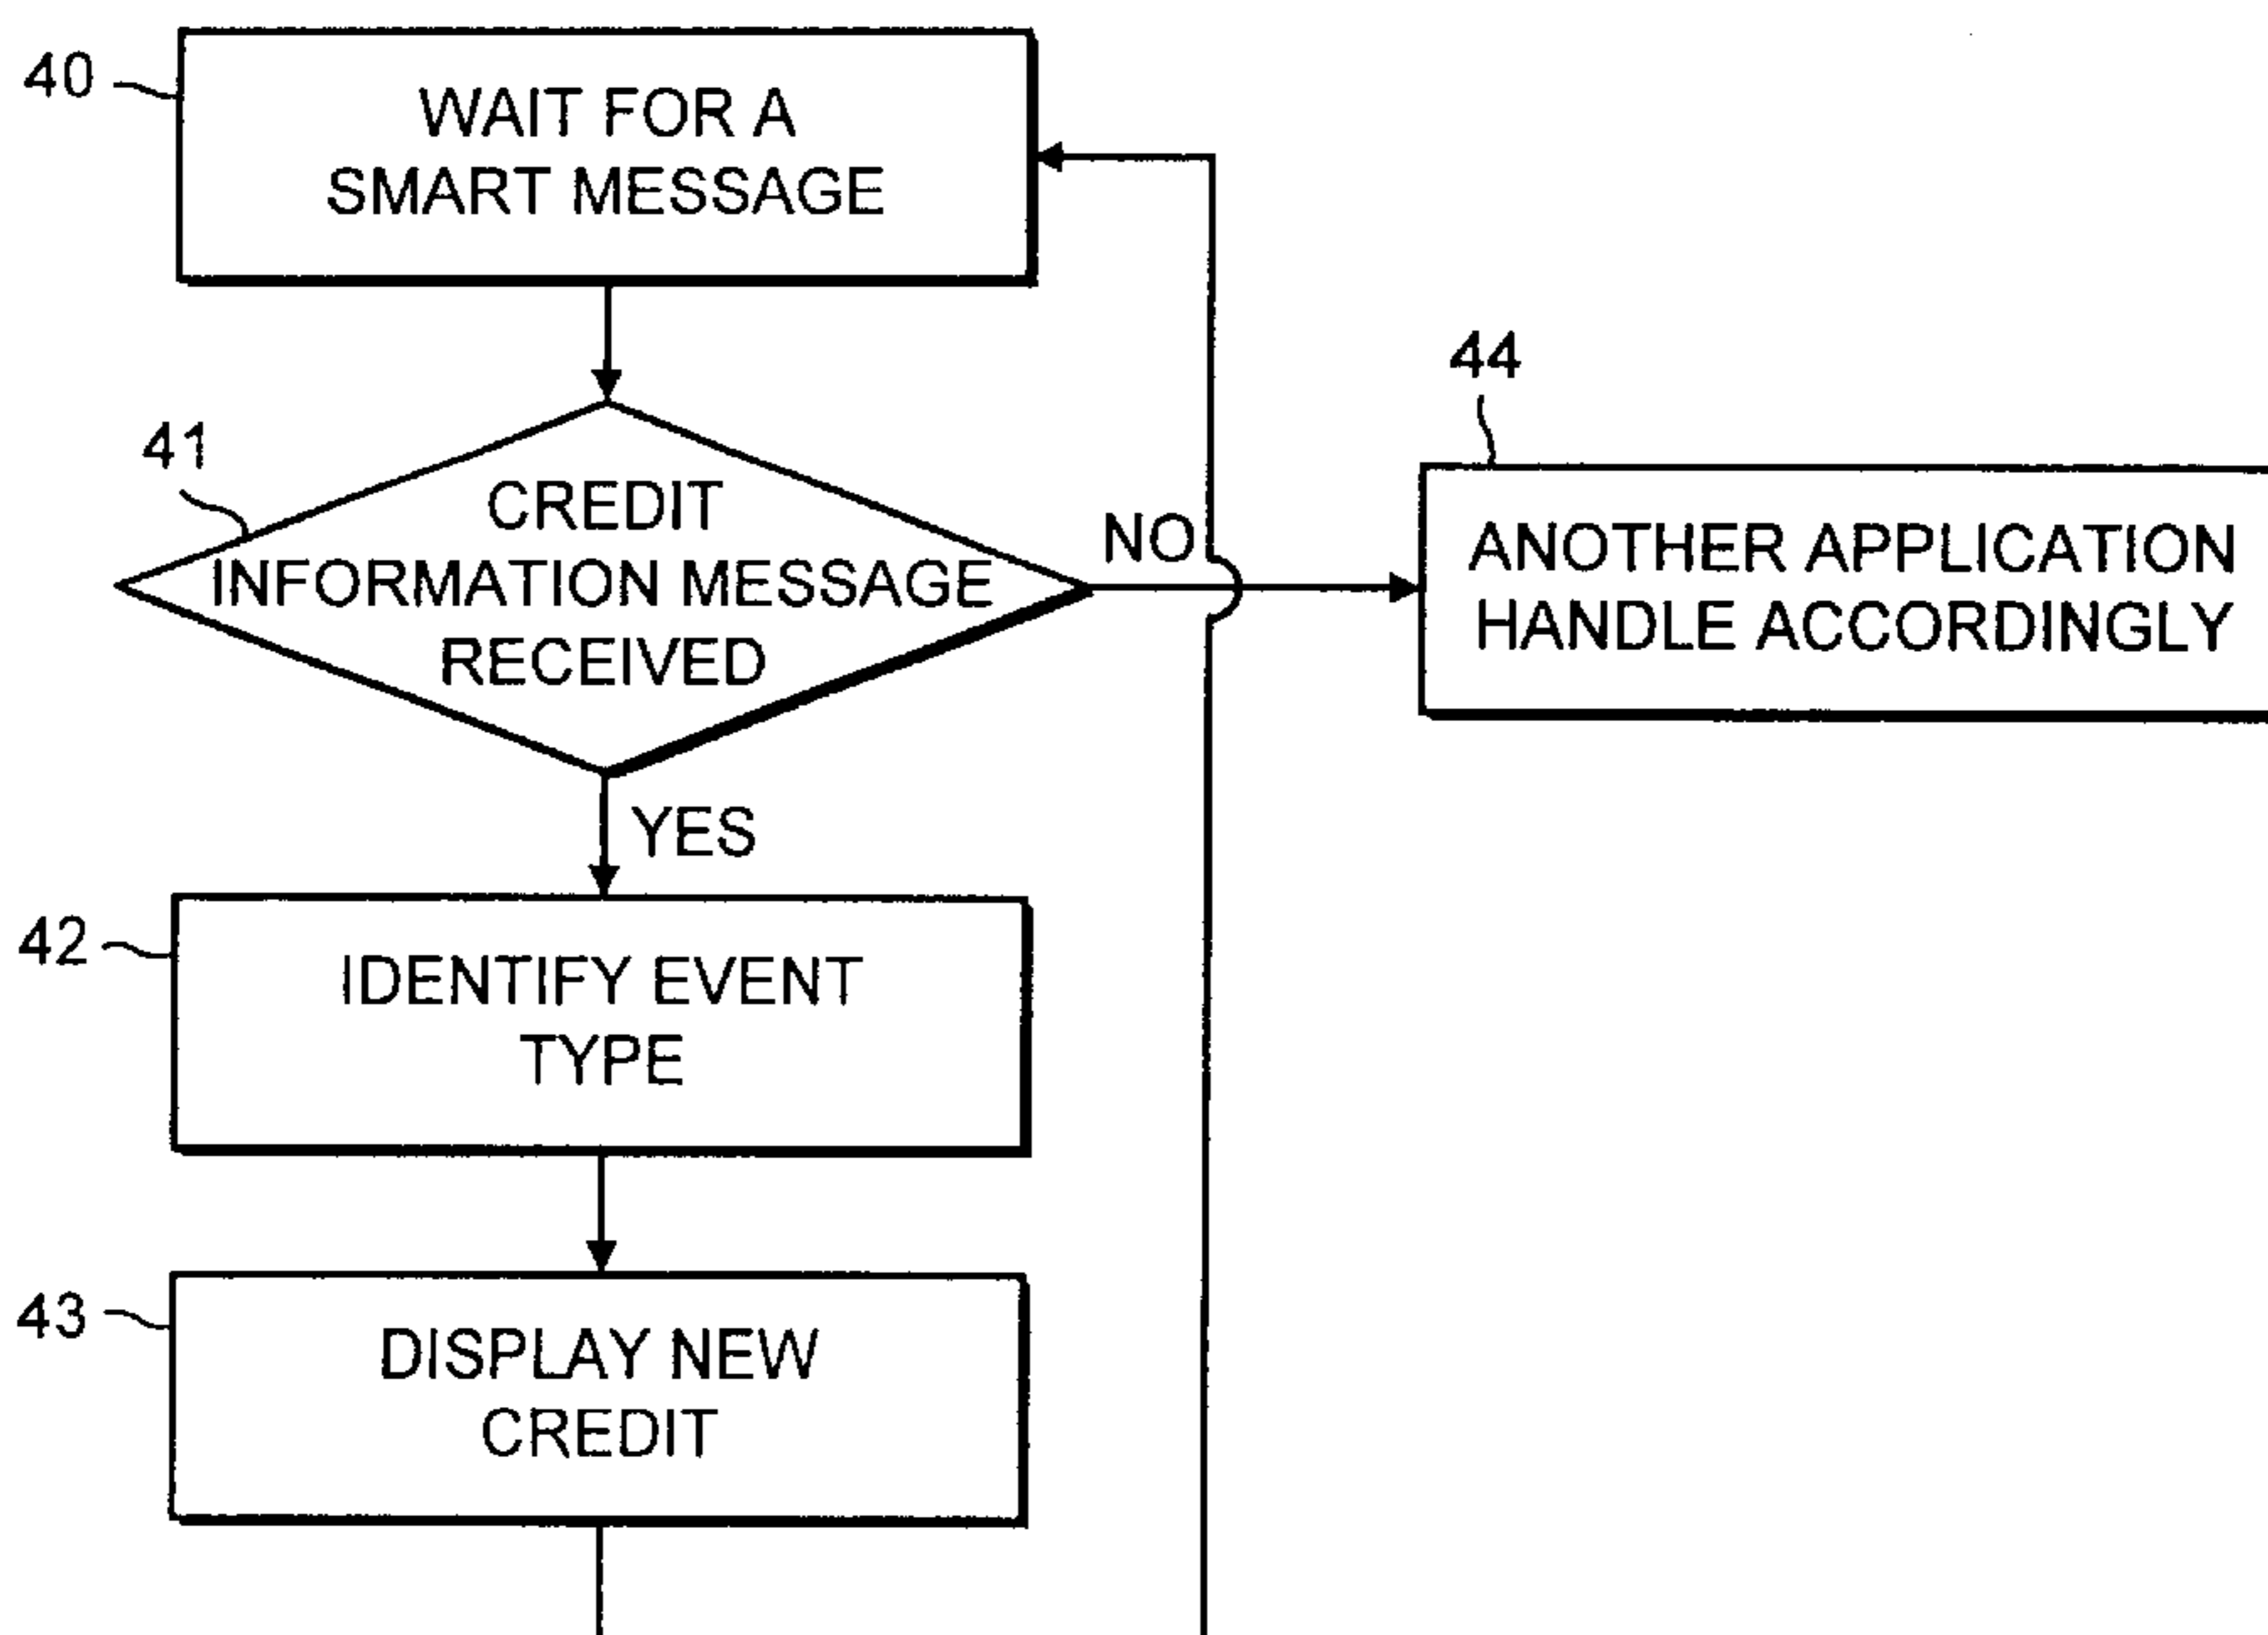 40
WAIT FOR A
SMART MESSAGE
44
41
CREDIT
INFORMATION MESSAGE
RECEIVED
NO
ANOTHER APPLICATION
HANDLE ACCORDINGLY
YES
42
IDENTIFY EVENT
TYPE
43
DISPLAY NEW
CREDIT